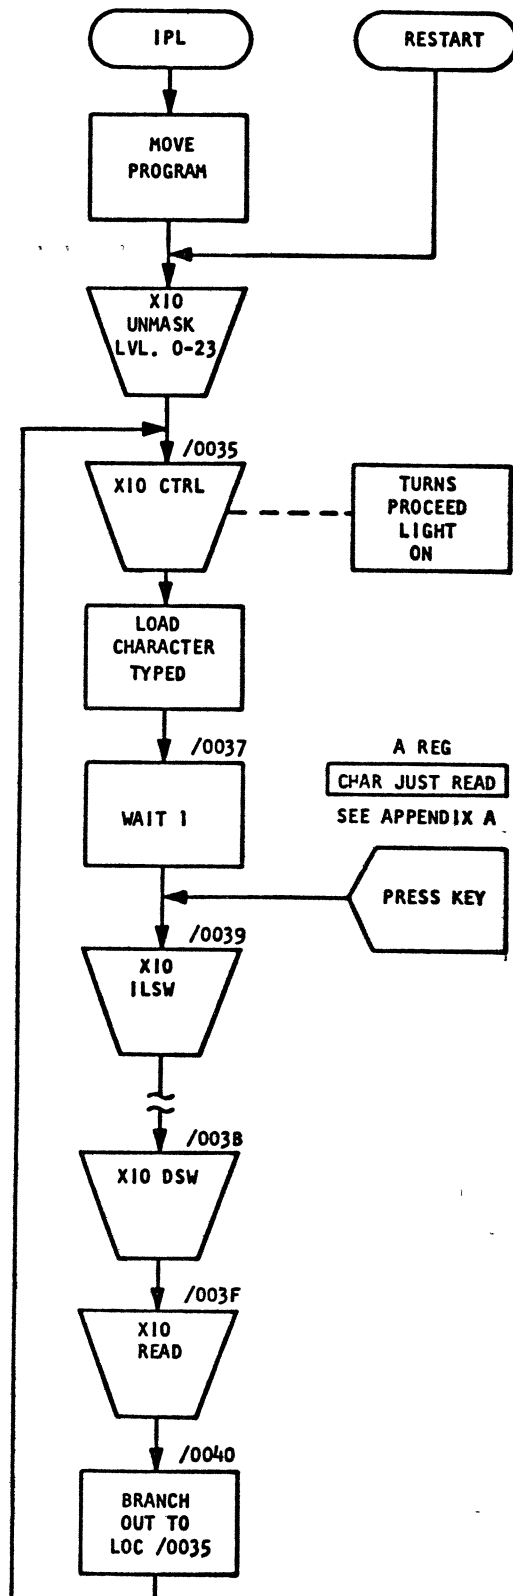 IPL
RESTART
MOVE
PROGRAM
XIO
UNMASK
LVL. 0-23
/0035
XIO CTRL
TURNS
PROCEED
LIGHT
ON
LOAD
CHARACTER
TYPED
/0037
A REG
CHAR JUST READ
SEE APPENDIX A
WAIT 1
PRESS KEY
/0039
XIO
ILSW
/003B
XIO DSW
/003F
XIO
READ
/0040
BRANCH
OUT TO
LOC /0035